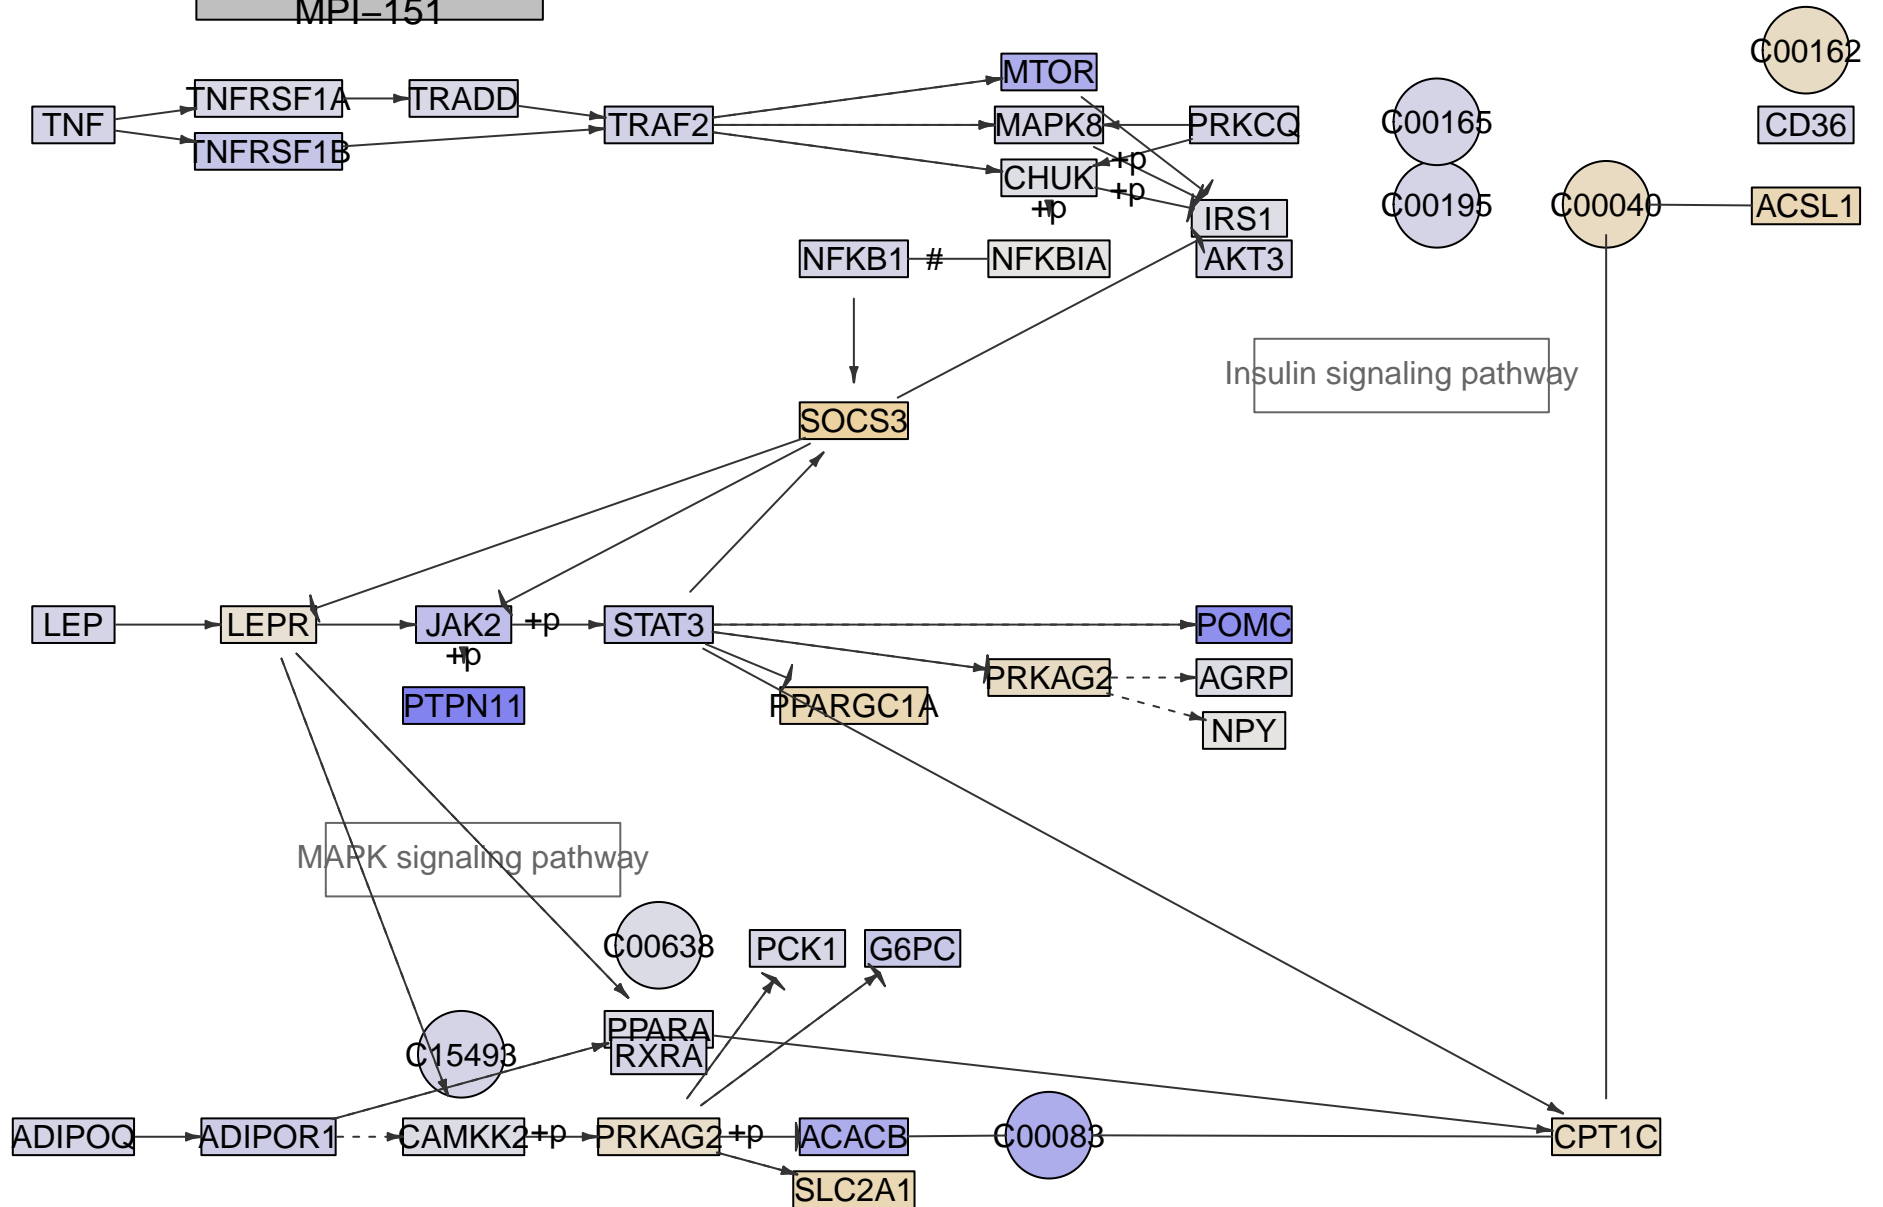 MPI–151
C00162
TNF
TNFRSF1A
TNFRSF1B
TRADD
TRAF2
MTOR
MAPK8
PRKCQ
C00165
CD36
+p
CHUK
+p
+p
IRS1
C00195
C00040
ACSL1
NFKB1
#
NFKBIA
AKT3
Insulin signaling pathway
SOCS3
LEP
LEPR
JAK2
+p
STAT3
POMC
+p
PRKAG2
AGRP
PTPN11
PPARGC1A
NPY
MAPK signaling pathway
C00638
PCK1
G6PC
PPARA
C15493
RXRA
ADIPOQ
ADIPOR1
CAMKK2
+p
PRKAG2
+p
ACACB
C00083
CPT1C
SLC2A1